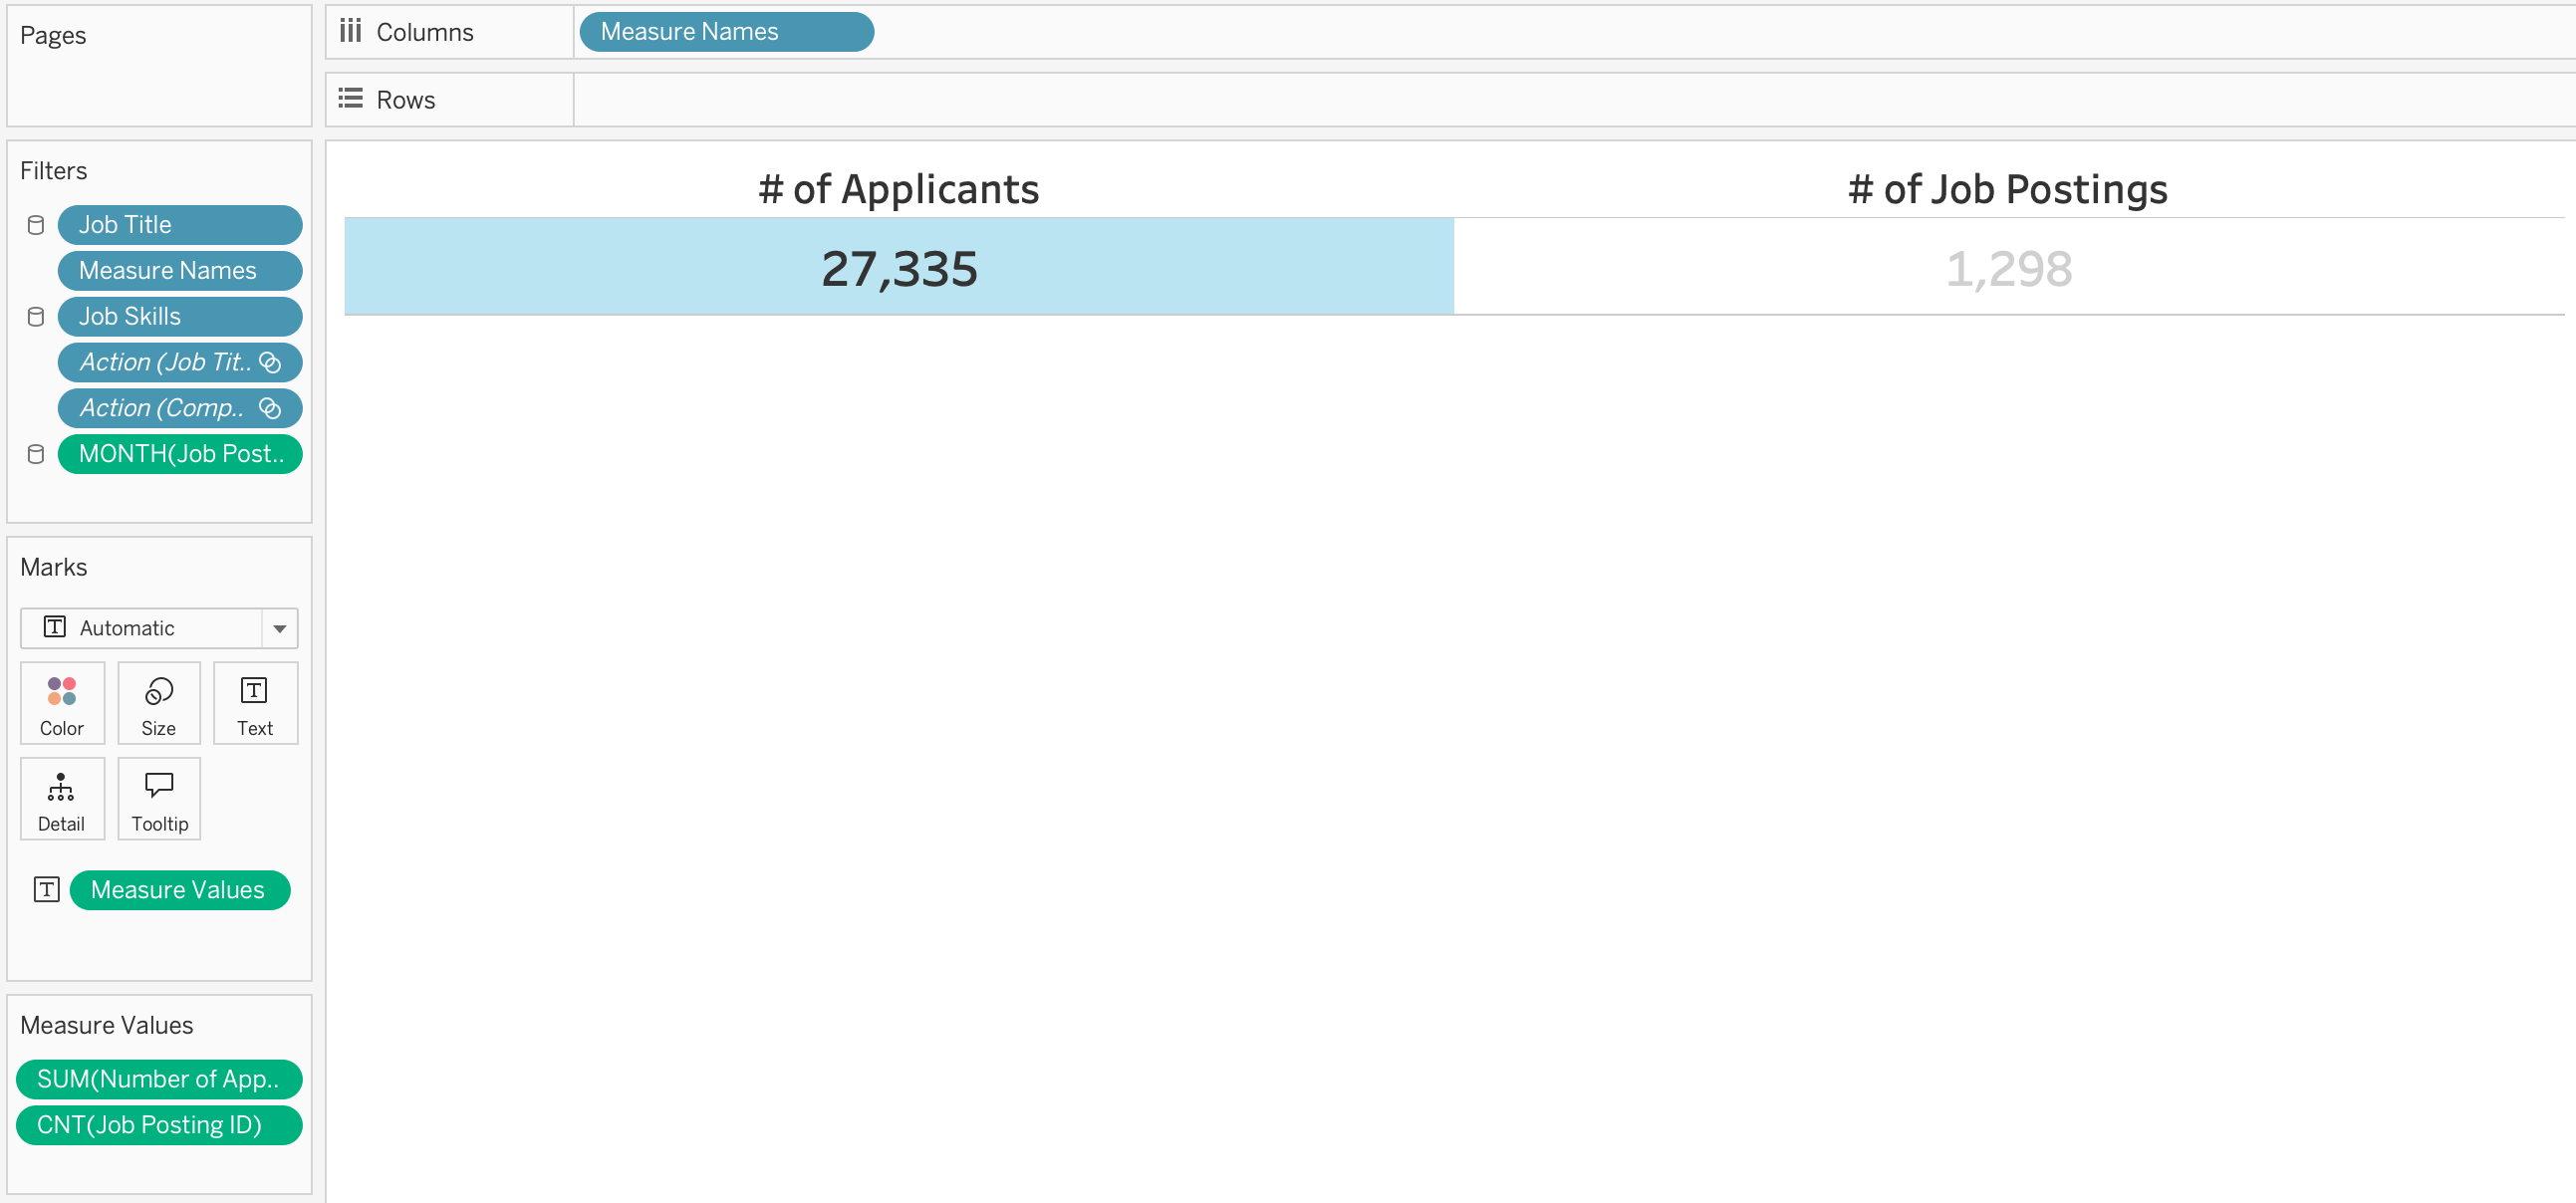 Pages
Columns
Measure Names
Rows
Filters
Job Title
Measure Names
Job Skills
Action (Job Tit..
Action (Comp..
MONTH(Job Post..
Marks
Automatic
Color
Size
Text
Detail
Tooltip
Measure Values
Measure Values
SUM(Number of App..
CNT(Job Posting ID)
# of Applicants
# of Job Postings
27,335
1,298